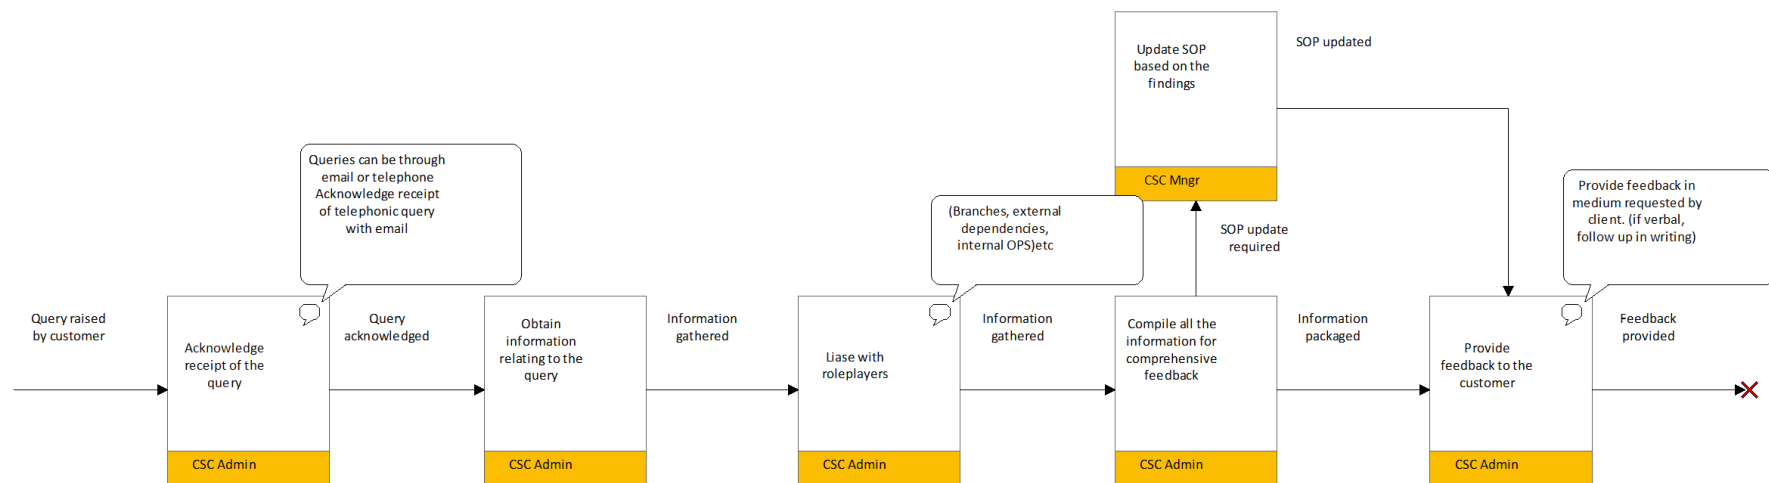 Update SOP
based on the
findings
SOP updated
CSC Mngr
Queries can be through
email or telephone
Acknowledge receipt
of telephonic query
with email
(Branches, external
dependencies,
internal OPS)etc
SOP update
required
Provide feedback in
medium requested by
client. (if verbal,
follow up in writing)
Query raised
by customer
Acknowledge
receipt of the
query
CSC Admin
Query
acknowledged
Obtain
information
relating to the
query
CSC Admin
Information
gathered
Liase with
roleplayers
CSC Admin
Information
gathered
Compile all the
information for
comprehensive
feedback
CSC Admin
Information
packaged
Provide
feedback to the
customer
CSC Admin
Feedback
provided